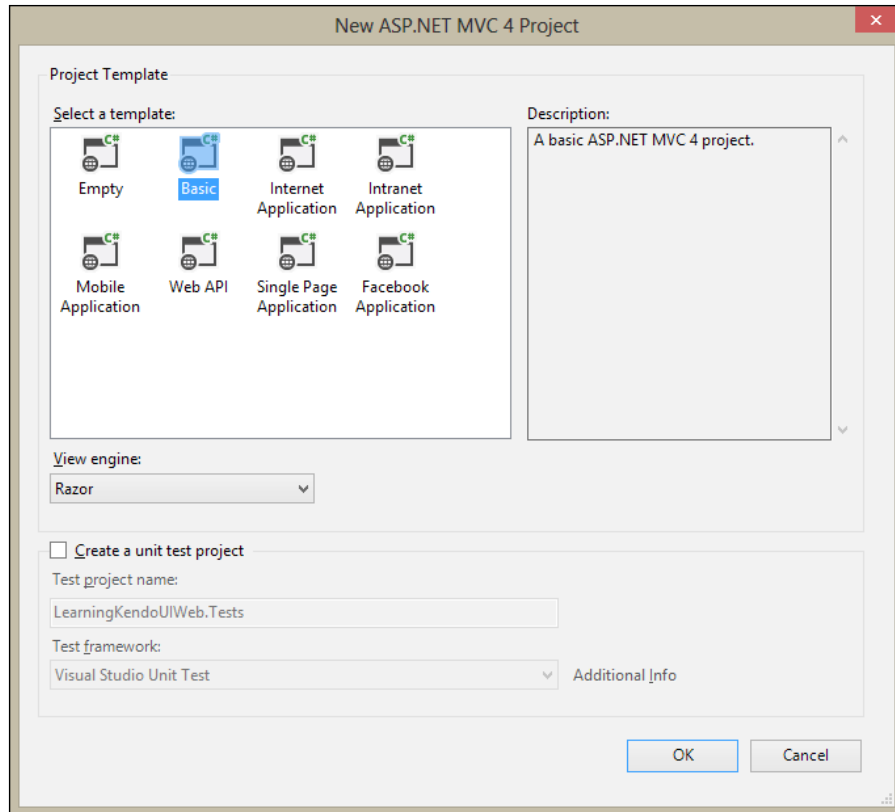 New ASP.NET MVC 4 Project
Project Template
Select a template:
Description:
C# C# C# C#
Empty Basic Internet Application Intranet Application
C# C# C# C#
Mobile Application Web API Single Page Application Facebook Application
A basic ASP.NET MVC 4 project.
View engine:
Razor
Create a unit test project
Test project name:
LearningKendoUIWeb.Tests
Test framework:
Visual Studio Unit Test
Additional Info
OK
Cancel